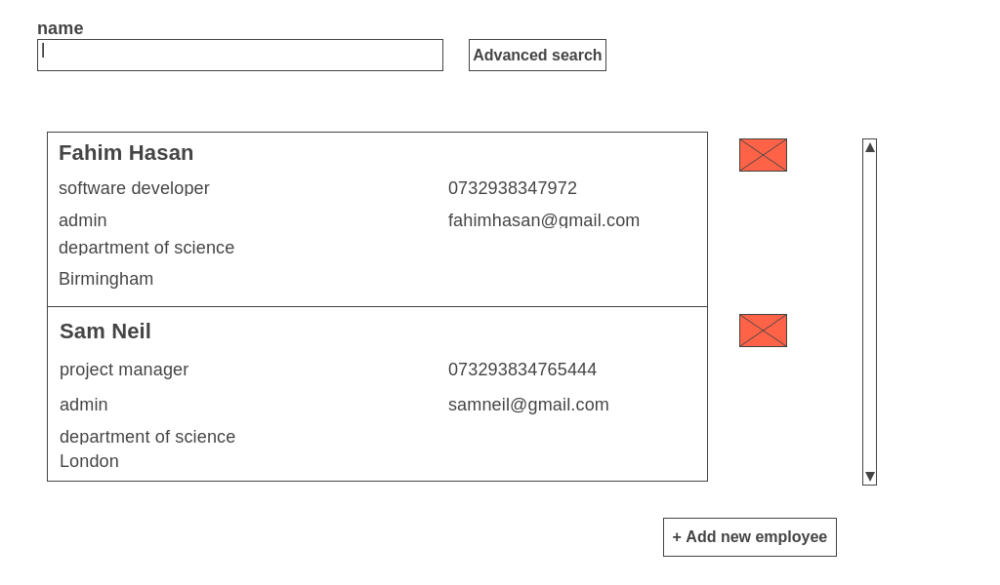 name
Advanced search
Fahim Hasan
software developer 0732938347972
admin fahimhasan@gmail.com
department of science
Birmingham
Sam Neil
project manager 073293834765444
admin samneil@gmail.com
department of science
London
+ Add new employee